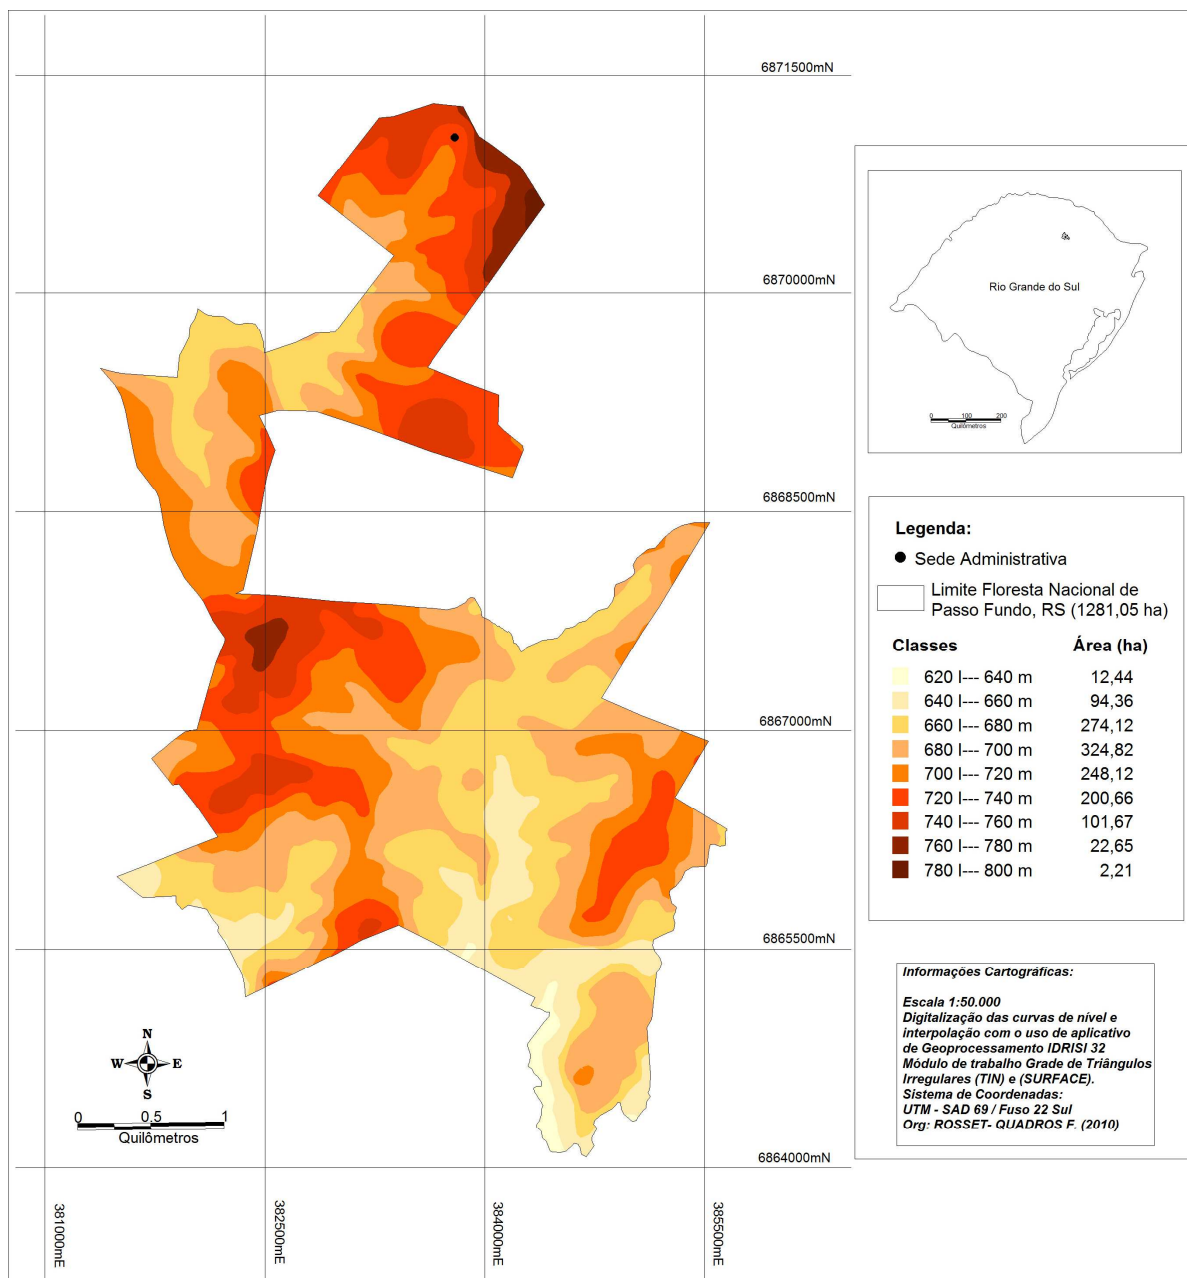 6871500mN
6870000mN
6868500mN
6867000mN
6865500mN
6864000mN
381000mE
382500mE
384000mE
385500mE
N
W E
S
0 0.5 1
Quilômetros
Rio Grande do Sul
0 100 200
Quilômetros
Legenda:
Sede Administrativa
Limite Floresta Nacional de
Passo Fundo, RS (1281,05 ha)
Classes Área (ha)
620 l--- 640 m 12,44
640 l--- 660 m 94,36
660 l--- 680 m 274,12
680 l--- 700 m 324,82
700 l--- 720 m 248,12
720 l--- 740 m 200,66
740 l--- 760 m 101,67
760 l--- 780 m 22,65
780 l--- 800 m 2,21
Informações Cartográficas:
Escala 1:50.000
Digitalização das curvas de nível e
interpolação com o uso de aplicativo
de Geoprocessamento IDRISI 32
Módulo de trabalho Grade de Triângulos
Irregulares (TIN) e (SURFACE).
Sistema de Coordenadas:
UTM - SAD 69 / Fuso 22 Sul
Org: ROSSET- QUADROS F. (2010)